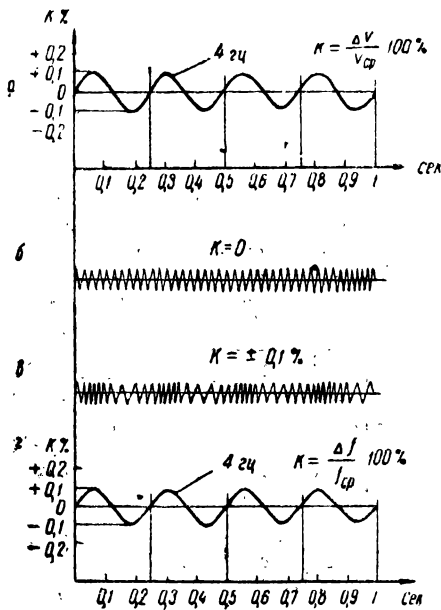 К %
+ 0,2
+ 0,1
0
- 0,1
- 0,2
4 гц
К = ΔV / Vср 100 %
а
0,1 0,2 0,3 0,4 0,5 0,6 0,7 0,8 0,9 1 сек
б
К = 0
в
К = ± 0,1 %
г
К %
+ 0,2
+ 0,1
0
- 0,1
- 0,2
4 гц
К = Δf / fср 100 %
0,1 0,2 0,3 0,4 0,5 0,6 0,7 0,8 0,9 1 сек